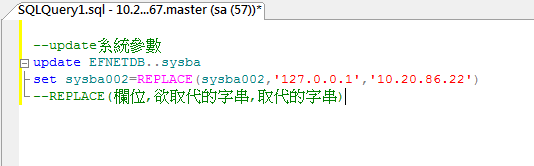 SQLQuery1.sql - 10.2...67.master (sa (57))*
--update系統參數
update EFNETDB..sysba
set sysba002=REPLACE(sysba002,'127.0.0.1','10.20.86.22')
--REPLACE(欄位,欲取代的字串,取代的字串)